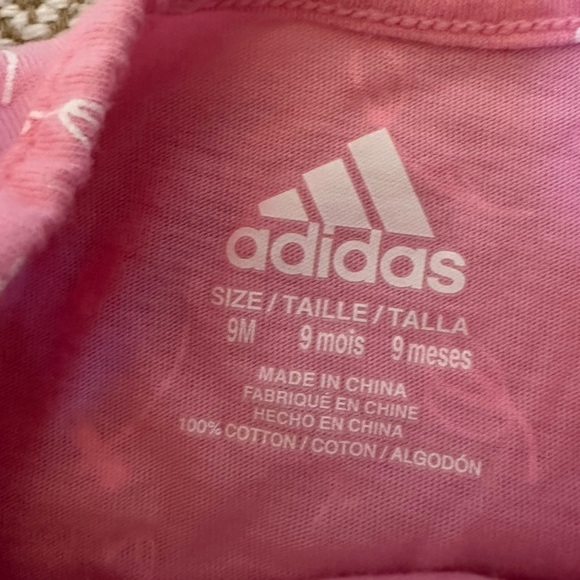 adidas
SIZE / TAILLE / TALLA
9M 9 mois 9 meses
MADE IN CHINA
FABRIQUÉ EN CHINE
HECHO EN CHINA
100% COTTON / COTON / ALGODÓN